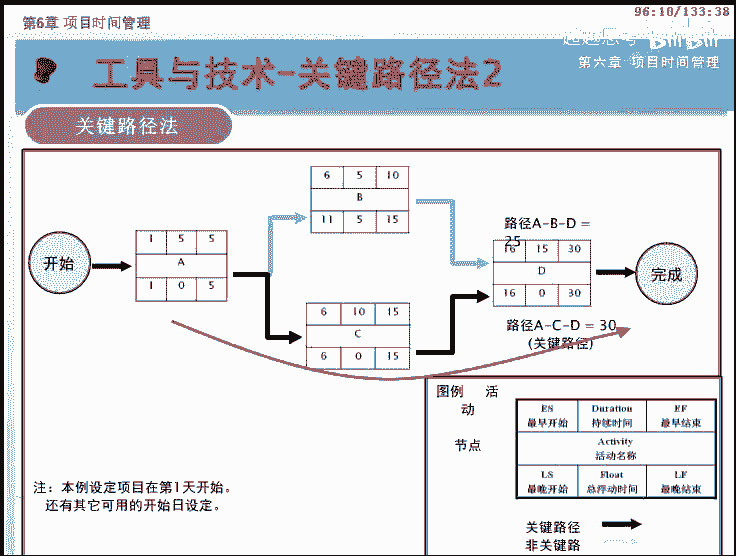 96:10/133:38
第6章 项目时间管理
第六章 项目时间管理
工具与技术-关键路径法2
关键路径法
6 5 10
B
11 5 15
路径A-B-D =
25
1 5 5
A
1 0 5
开始
16 15 30
D
16 0 30
完成
6 10 15
C
6 0 15
路径A-C-D = 30
(关键路径)
图例 活
动
节点
ES Duration EF
最早开始 持续时间 最早结束
Activity
活动名称
LS Float LF
最晚开始 总浮动时间 最晚结束
注：本例设定项目在第1天开始。
还有其它可用的开始日设定。
关键路径
非关键路